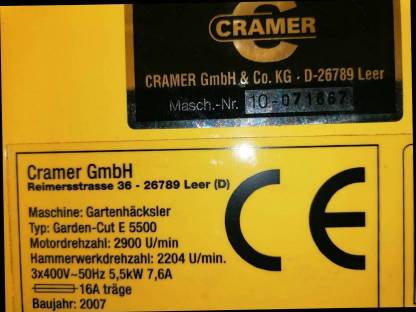 CRAMER
CRAMER GmbH & Co. KG · D-26789 Leer
Masch.-Nr. 10-071667
Cramer GmbH
Reimersstrasse 36 - 26789 Leer (D)
Maschine: Gartenhäcksler
Typ: Garden-Cut E 5500
Motordrehzahl: 2900 U/min
Hammerwerkdrehzahl: 2204 U/min.
3x400V~50Hz 5,5kW 7,6A
16A träge
Baujahr: 2007
CE